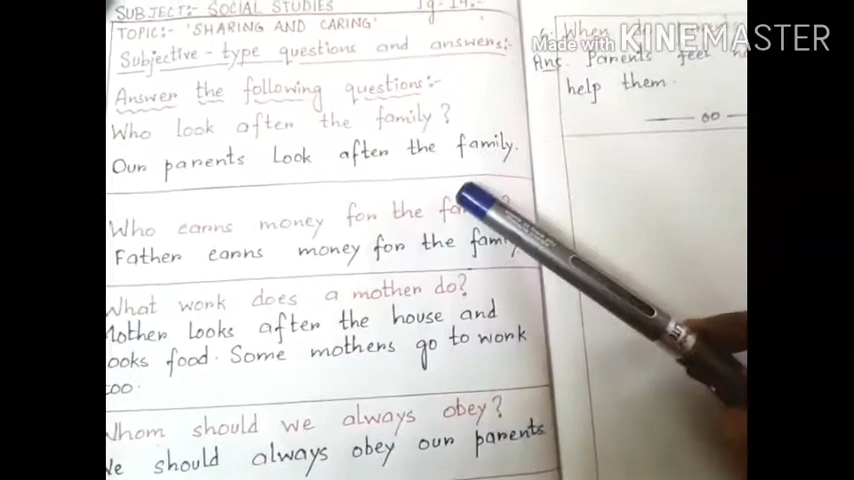 SUBJECT:- SOCIAL STUDIES
TOPIC:- 'SHARING AND CARING'
Subjective-type questions and answers:-
Answer the following questions:-
Who look after the family?
Our parents Look after the family.
Who earns money for the
Father earns money for the family
What work does a mother do?
Mother Looks after the house and
cooks food. Some mothers go to work
too.
Whom should we always obey?
We should always obey our parents
When
Ans. Parents feel
help them.
Made with KINEMASTER